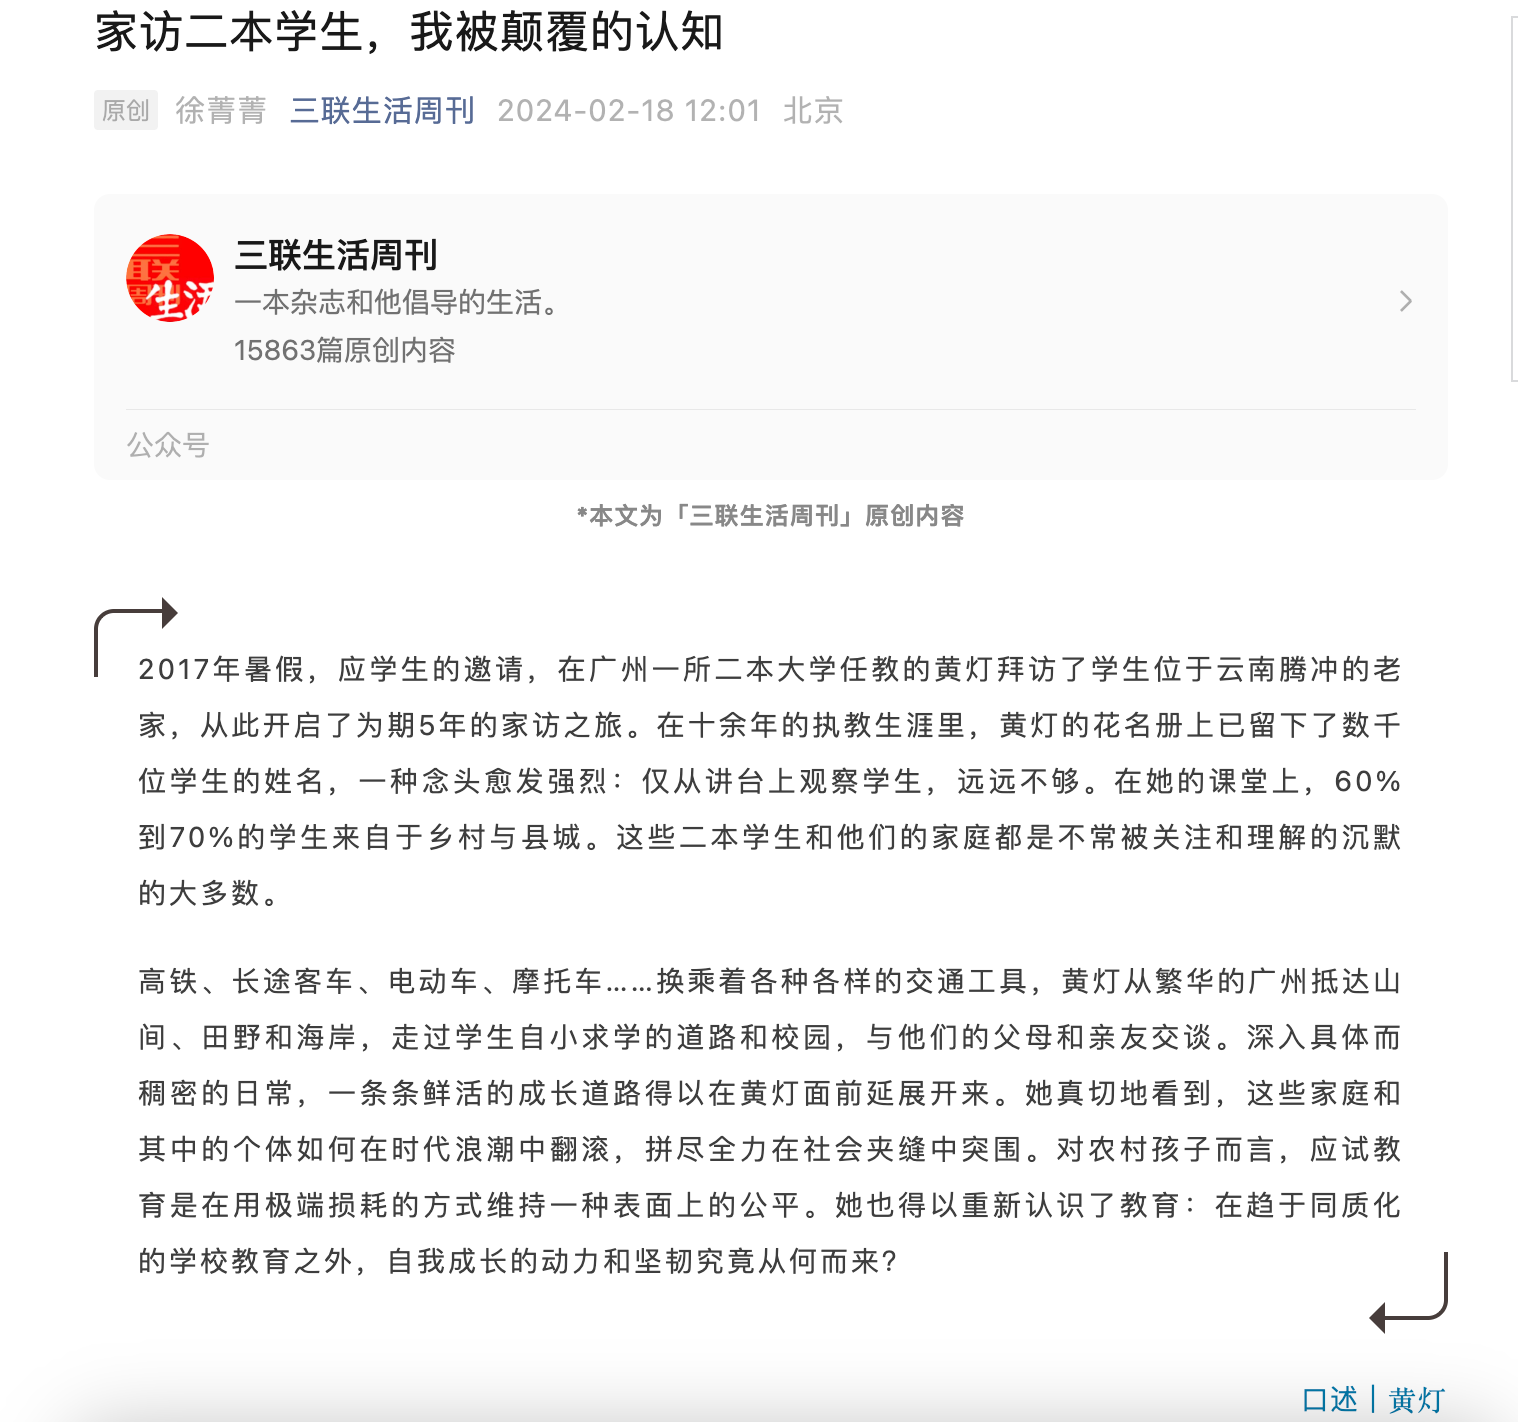 家访二本学生，我被颠覆的认知
原创 徐菁菁 三联生活周刊 2024-02-18 12:01 北京
三联生活周刊
一本杂志和他倡导的生活。
15863篇原创内容
公众号
*本文为「三联生活周刊」原创内容
2017年暑假，应学生的邀请，在广州一所二本大学任教的黄灯拜访了学生位于云南腾冲的老
家，从此开启了为期5年的家访之旅。在十余年的执教生涯里，黄灯的花名册上已留下了数千
位学生的姓名，一种念头愈发强烈：仅从讲台上观察学生，远远不够。在她的课堂上，60%
到70%的学生来自于乡村与县城。这些二本学生和他们的家庭都是不常被关注和理解的沉默
的大多数。
高铁、长途客车、电动车、摩托车……换乘着各种各样的交通工具，黄灯从繁华的广州抵达山
间、田野和海岸，走过学生自小求学的道路和校园，与他们的父母和亲友交谈。深入具体而
稠密的日常，一条条鲜活的成长道路得以在黄灯面前延展开来。她真切地看到，这些家庭和
其中的个体如何在时代浪潮中翻滚，拼尽全力在社会夹缝中突围。对农村孩子而言，应试教
育是在用极端损耗的方式维持一种表面上的公平。她也得以重新认识了教育：在趋于同质化
的学校教育之外，自我成长的动力和坚韧究竟从何而来？
口述｜黄灯